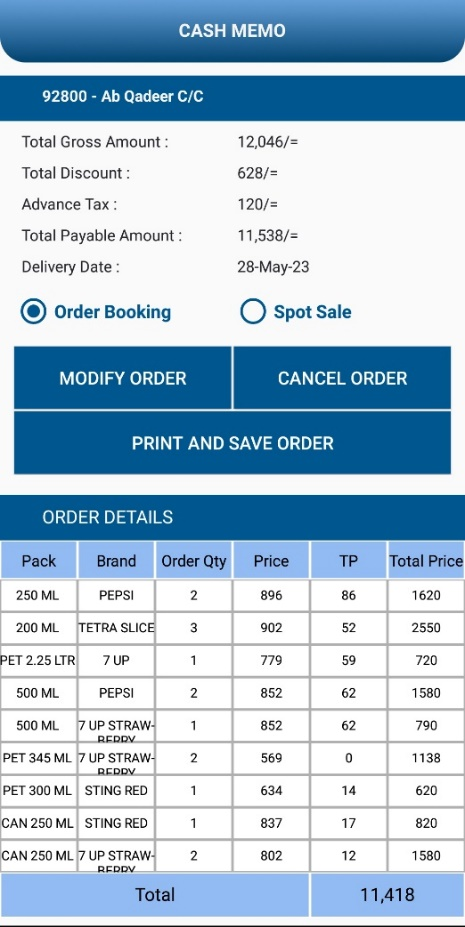 CASH MEMO
92800 - Ab Qadeer C/C
Total Gross Amount : 12,046/=
Total Discount : 628/=
Advance Tax : 120/=
Total Payable Amount : 11,538/=
Delivery Date : 28-May-23
Order Booking Spot Sale
MODIFY ORDER CANCEL ORDER
PRINT AND SAVE ORDER
ORDER DETAILS
Pack Brand Order Qty Price TP Total Price
250 ML PEPSI 2 896 86 1620
200 ML TETRA SLICE 3 902 52 2550
PET 2.25 LTR 7 UP 1 779 59 720
500 ML PEPSI 2 852 62 1580
500 ML 7 UP STRAW- 1 852 62 790
BERRY
PET 345 ML 7 UP STRAW- 2 569 0 1138
BERRY
PET 300 ML STING RED 1 634 14 620
CAN 250 ML STING RED 1 837 17 820
CAN 250 ML 7 UP STRAW- 2 802 12 1580
BERRY
Total 11,418